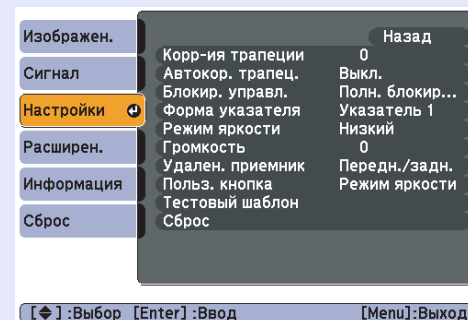 Изображен.
Сигнал
Настройки
Расширен.
Информация
Сброс
Назад
Корр-ия трапеции 0
Автокор. трапец. Выкл.
Блокир. управл. Полн. блокир...
Форма указателя Указатель 1
Режим яркости Низкий
Громкость 0
Удален. приемник Передн./задн.
Польз. кнопка Режим яркости
Тестовый шаблон
Сброс
[◆] :Выбор [Enter] :Ввод [Menu]:Выход